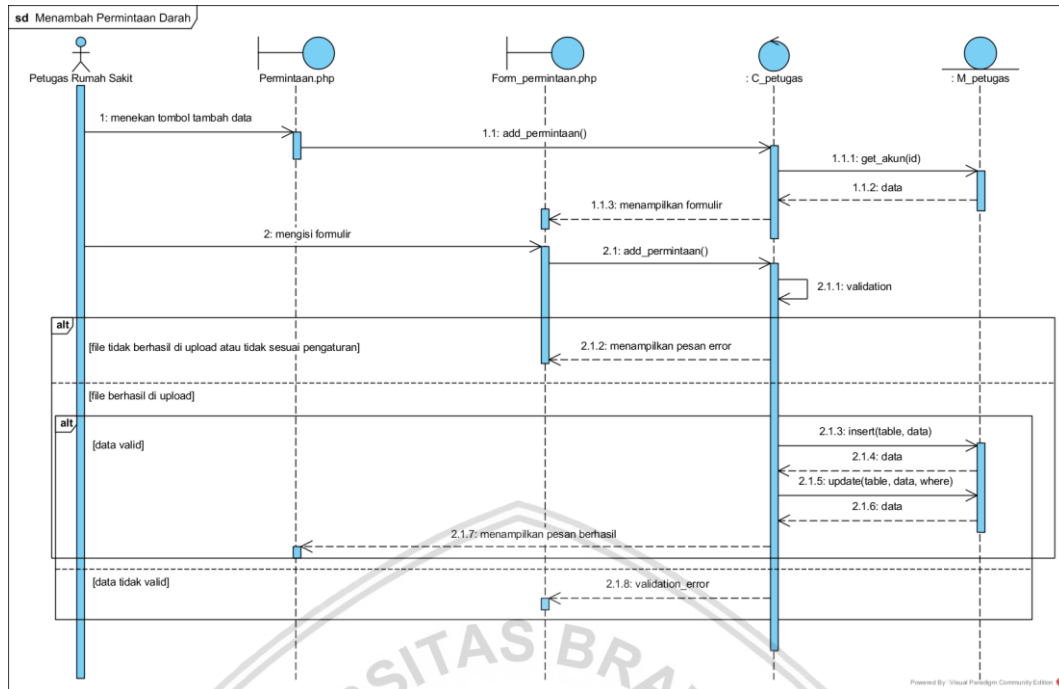 sd Menambah Permintaan Darah
Petugas Rumah Sakit
Permintaan.php
Form_permintaan.php
: C_petugas
: M_petugas
1: menekan tombol tambah data
1.1: add_permintaan()
1.1.1: get_akun(id)
1.1.2: data
1.1.3: menampilkan formulir
2: mengisi formulir
2.1: add_permintaan()
2.1.1: validation
alt
[file tidak berhasil di upload atau tidak sesuai pengaturan]
2.1.2: menampilkan pesan error
[file berhasil di upload]
alt
[data valid]
2.1.3: insert(table, data)
2.1.4: data
2.1.5: update(table, data, where)
2.1.6: data
2.1.7: menampilkan pesan berhasil
[data tidak valid]
2.1.8: validation_error
SITAS BRA
Powered By: Visual Paradigm Community Edition